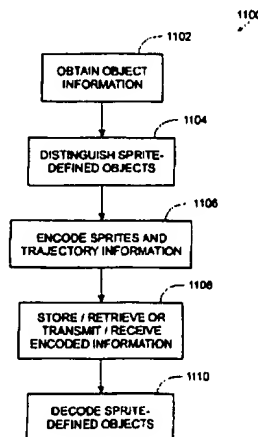 1100
1102
OBTAIN OBJECT
INFORMATION
1104
DISTINGUISH SPRITE-
DEFINED OBJECTS
1106
ENCODE SPRITES AND
TRAJECTORY INFORMATION
1108
STORE / RETRIEVE OR
TRANSMIT / RECEIVE
ENCODED INFORMATION
1110
DECODE SPRITE-
DEFINED OBJECTS